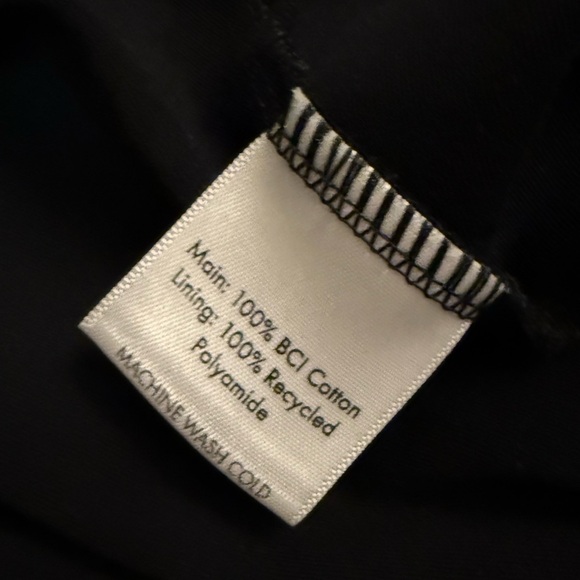 Main: 100% BCI Cotton
Lining: 100% Recycled
Polyamide
MACHINE WASH COLD